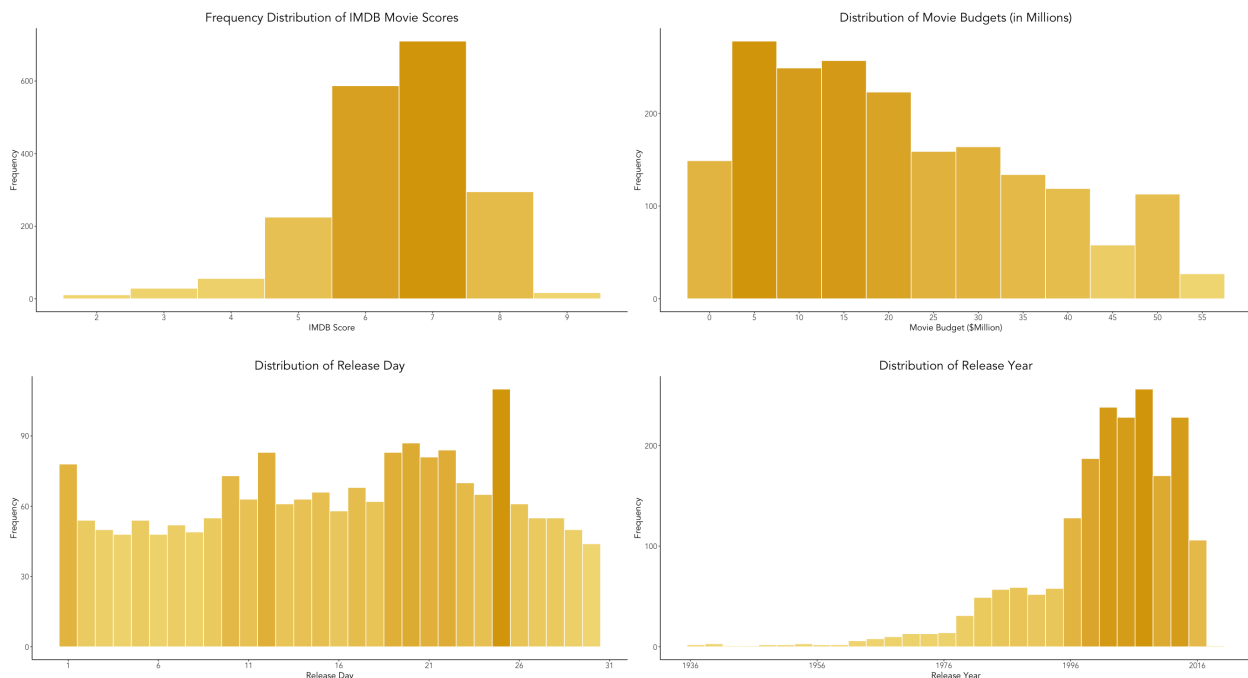 Frequency Distribution of IMDB Movie Scores
600
400
200
0
Frequency
2 3 4 5 6 7 8 9
IMDB Score
Distribution of Movie Budgets (in Millions)
200
100
0
Frequency
0 5 10 15 20 25 30 35 40 45 50 55
Movie Budget ($Million)
Distribution of Release Day
90
60
30
0
Frequency
1 6 11 16 21 26 31
Release Day
Distribution of Release Year
200
100
0
Frequency
1936 1956 1976 1996 2016
Release Year